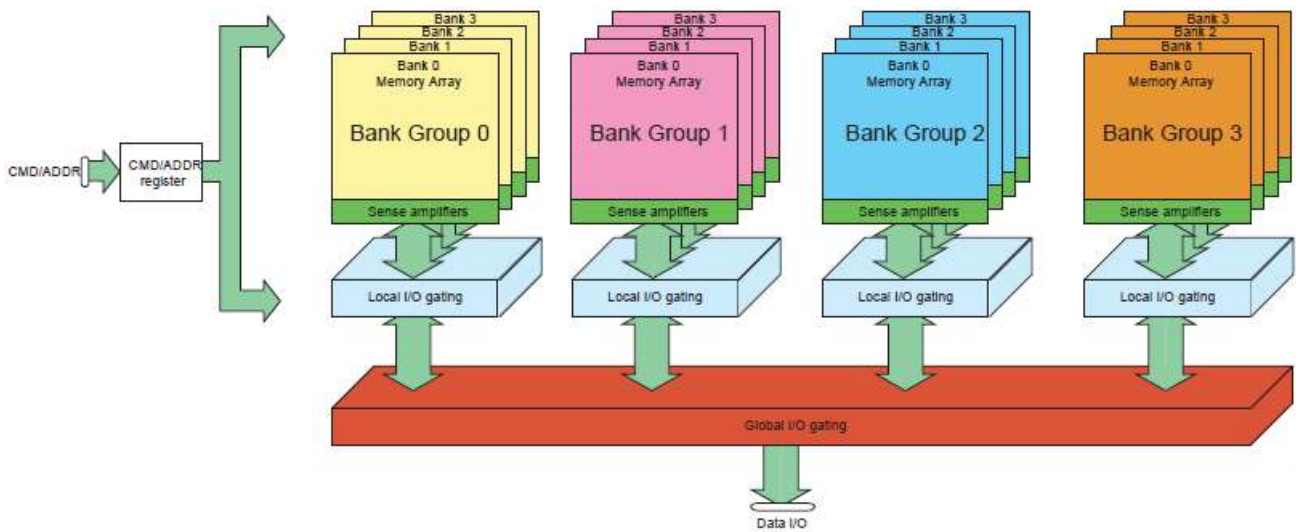 Bank 3
Bank 2
Bank 1
Bank 0
Memory Array
Bank Group 0
Sense amplifiers
Local I/O gating
Bank 3
Bank 2
Bank 1
Bank 0
Memory Array
Bank Group 1
Sense amplifiers
Local I/O gating
Bank 3
Bank 2
Bank 1
Bank 0
Memory Array
Bank Group 2
Sense amplifiers
Local I/O gating
Bank 3
Bank 2
Bank 1
Bank 0
Memory Array
Bank Group 3
Sense amplifiers
Local I/O gating
CMD/ADDR
CMD/ADDR
register
Global I/O gating
Data I/O